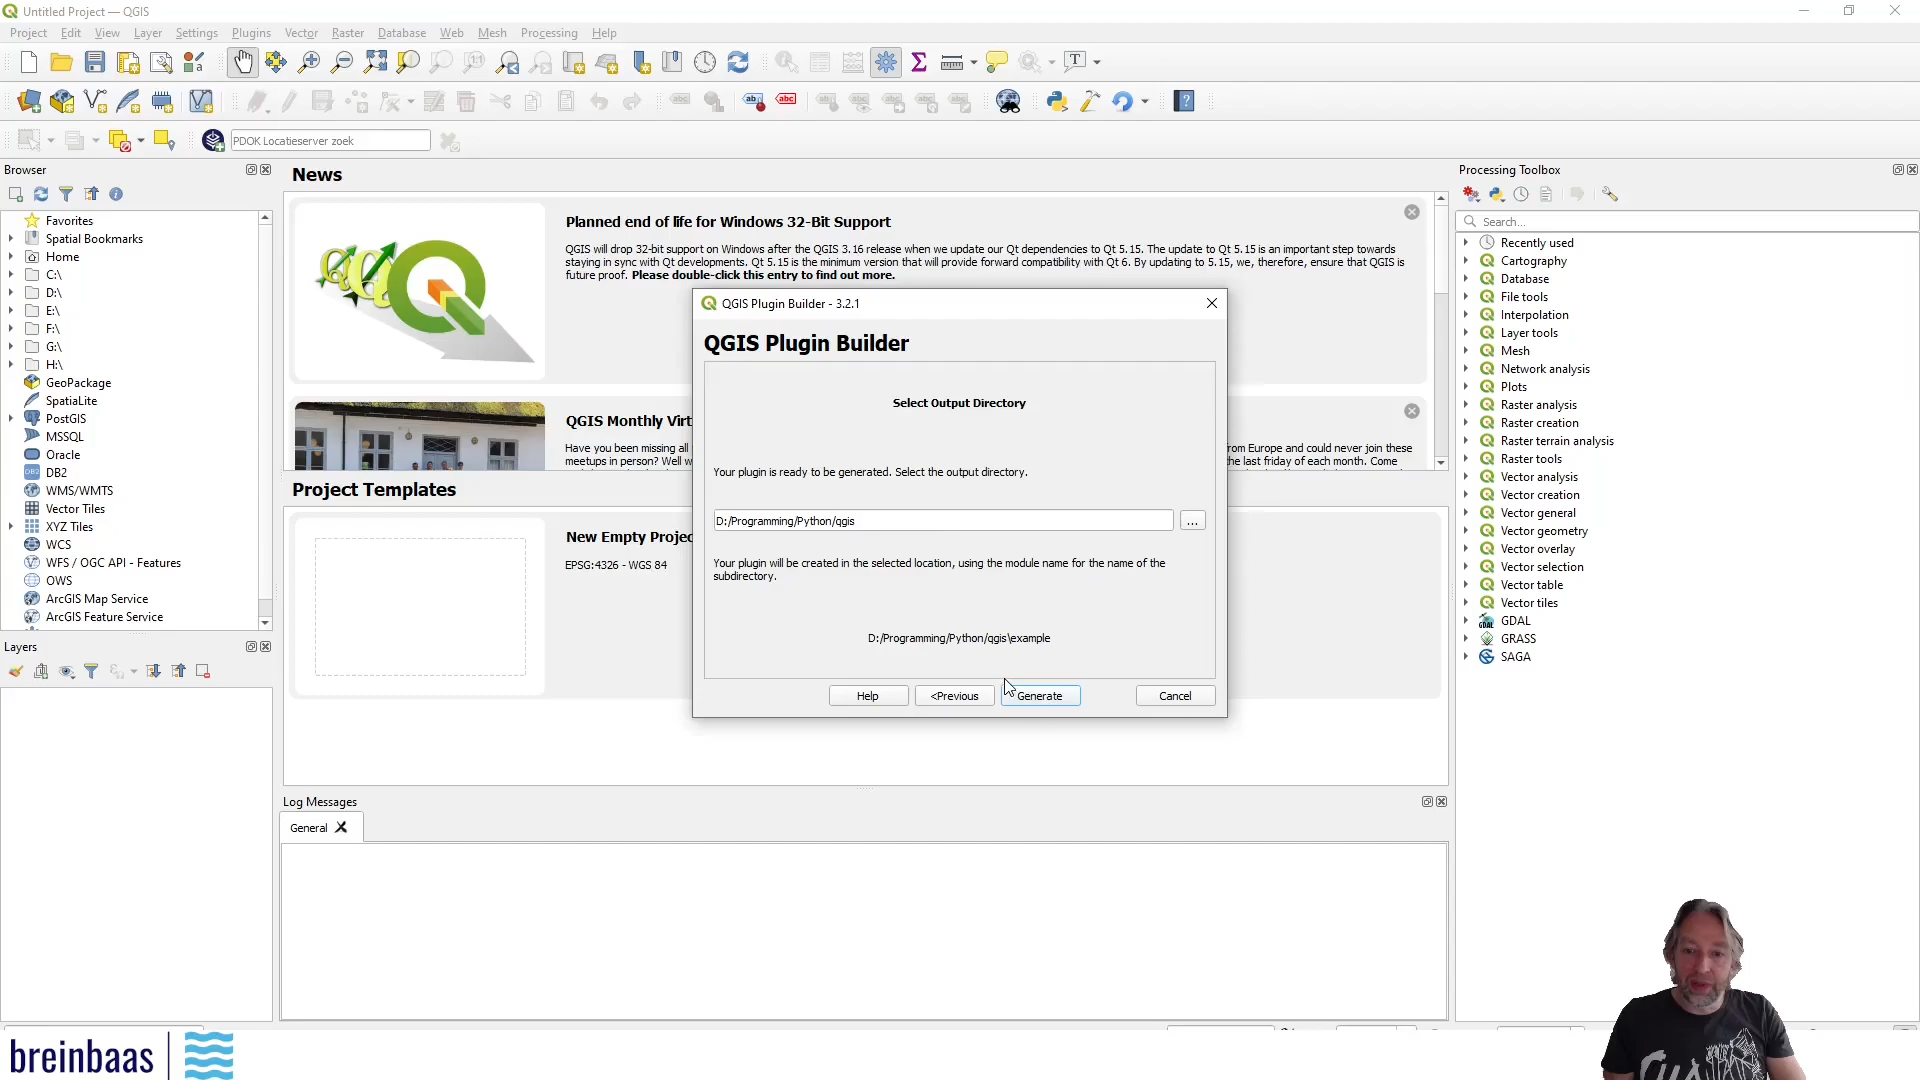 Untitled Project — QGIS
Project Edit View Layer Settings Plugins Vector Raster Database Web Mesh Processing Help
PDOK Locatieserver zoek
Browser
Favorites
Spatial Bookmarks
Home
C:\
D:\
E:\
F:\
G:\
H:\
GeoPackage
SpatiaLite
PostGIS
MSSQL
Oracle
DB2
WMS/WMTS
Vector Tiles
XYZ Tiles
WCS
WFS / OGC API - Features
OWS
ArcGIS Map Service
ArcGIS Feature Service
Layers
News
Planned end of life for Windows 32-Bit Support
QGIS will drop 32-bit support on Windows after the QGIS 3.16 release when we update our Qt dependencies to Qt 5.15. The update to Qt 5.15 is an important step towards
staying in sync with Qt developments. Qt 5.15 is the minimum version that will provide forward compatibility with Qt 6. By updating to 5.15, we, therefore, ensure that QGIS is
future proof. Please double-click this entry to find out more.
QGIS Monthly Virt
Have you been missing all
meetups in person? Well w
rom Europe and could never join these
the last friday of each month. Come
Project Templates
New Empty Projec
EPSG:4326 - WGS 84
QGIS Plugin Builder - 3.2.1
QGIS Plugin Builder
Select Output Directory
Your plugin is ready to be generated. Select the output directory.
D:/Programming/Python/qgis
...
Your plugin will be created in the selected location, using the module name for the name of the
subdirectory.
D:/Programming/Python/qgis\example
Help <Previous Generate Cancel
Log Messages
General
Processing Toolbox
Search...
Recently used
Cartography
Database
File tools
Interpolation
Layer tools
Mesh
Network analysis
Plots
Raster analysis
Raster creation
Raster terrain analysis
Raster tools
Vector analysis
Vector creation
Vector general
Vector geometry
Vector overlay
Vector selection
Vector table
Vector tiles
GDAL
GRASS
SAGA
breinbaas